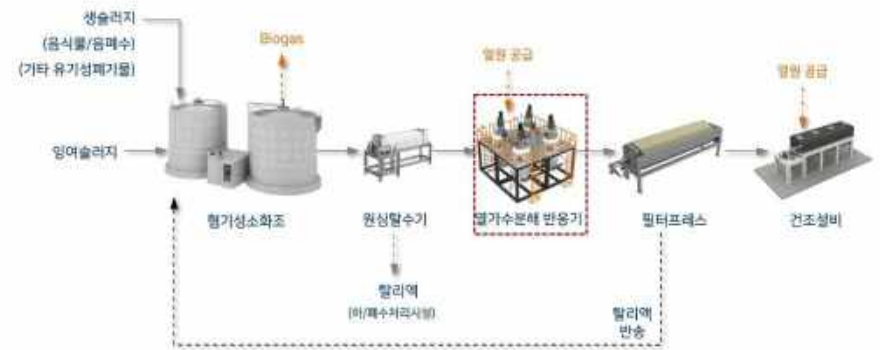 생슬러지
(음식물/음폐수)
(기타 유기성폐기물)
Biogas
열원 공급
열원 공급
잉여슬러지
혐기성소화조
원심탈수기
열가수분해 반응기
필터프레스
건조설비
탈리액
(하/폐수처리시설)
탈리액
반송